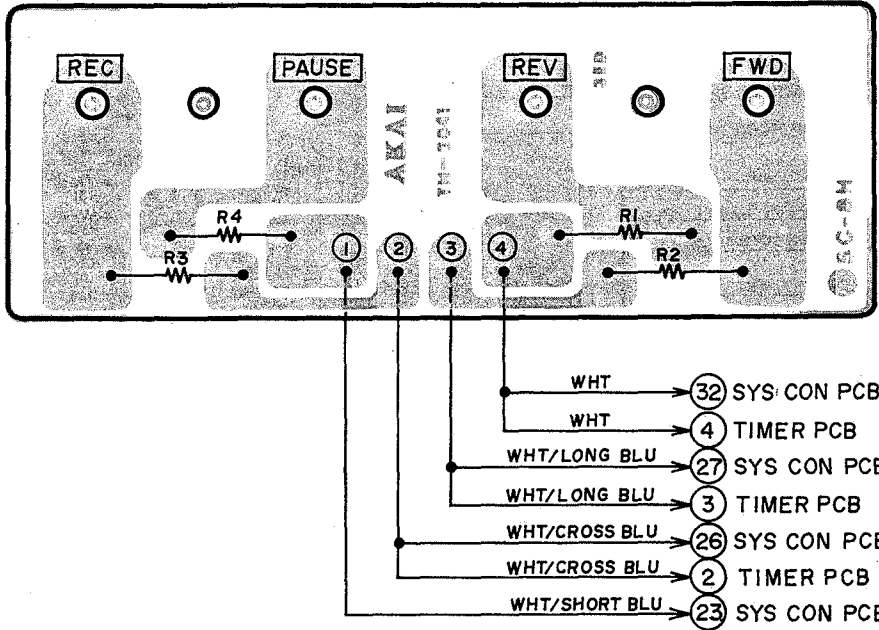 REC
PAUSE
REV
FWD
AKAI
R4
R3
R1
R2
1
2
3
4
WHT
32 SYS CON PCB
WHT
4 TIMER PCB
WHT/LONG BLU
27 SYS CON PCB
WHT/LONG BLU
3 TIMER PCB
WHT/CROSS BLU
26 SYS CON PCB
WHT/CROSS BLU
2 TIMER PCB
WHT/SHORT BLU
23 SYS CON PCB